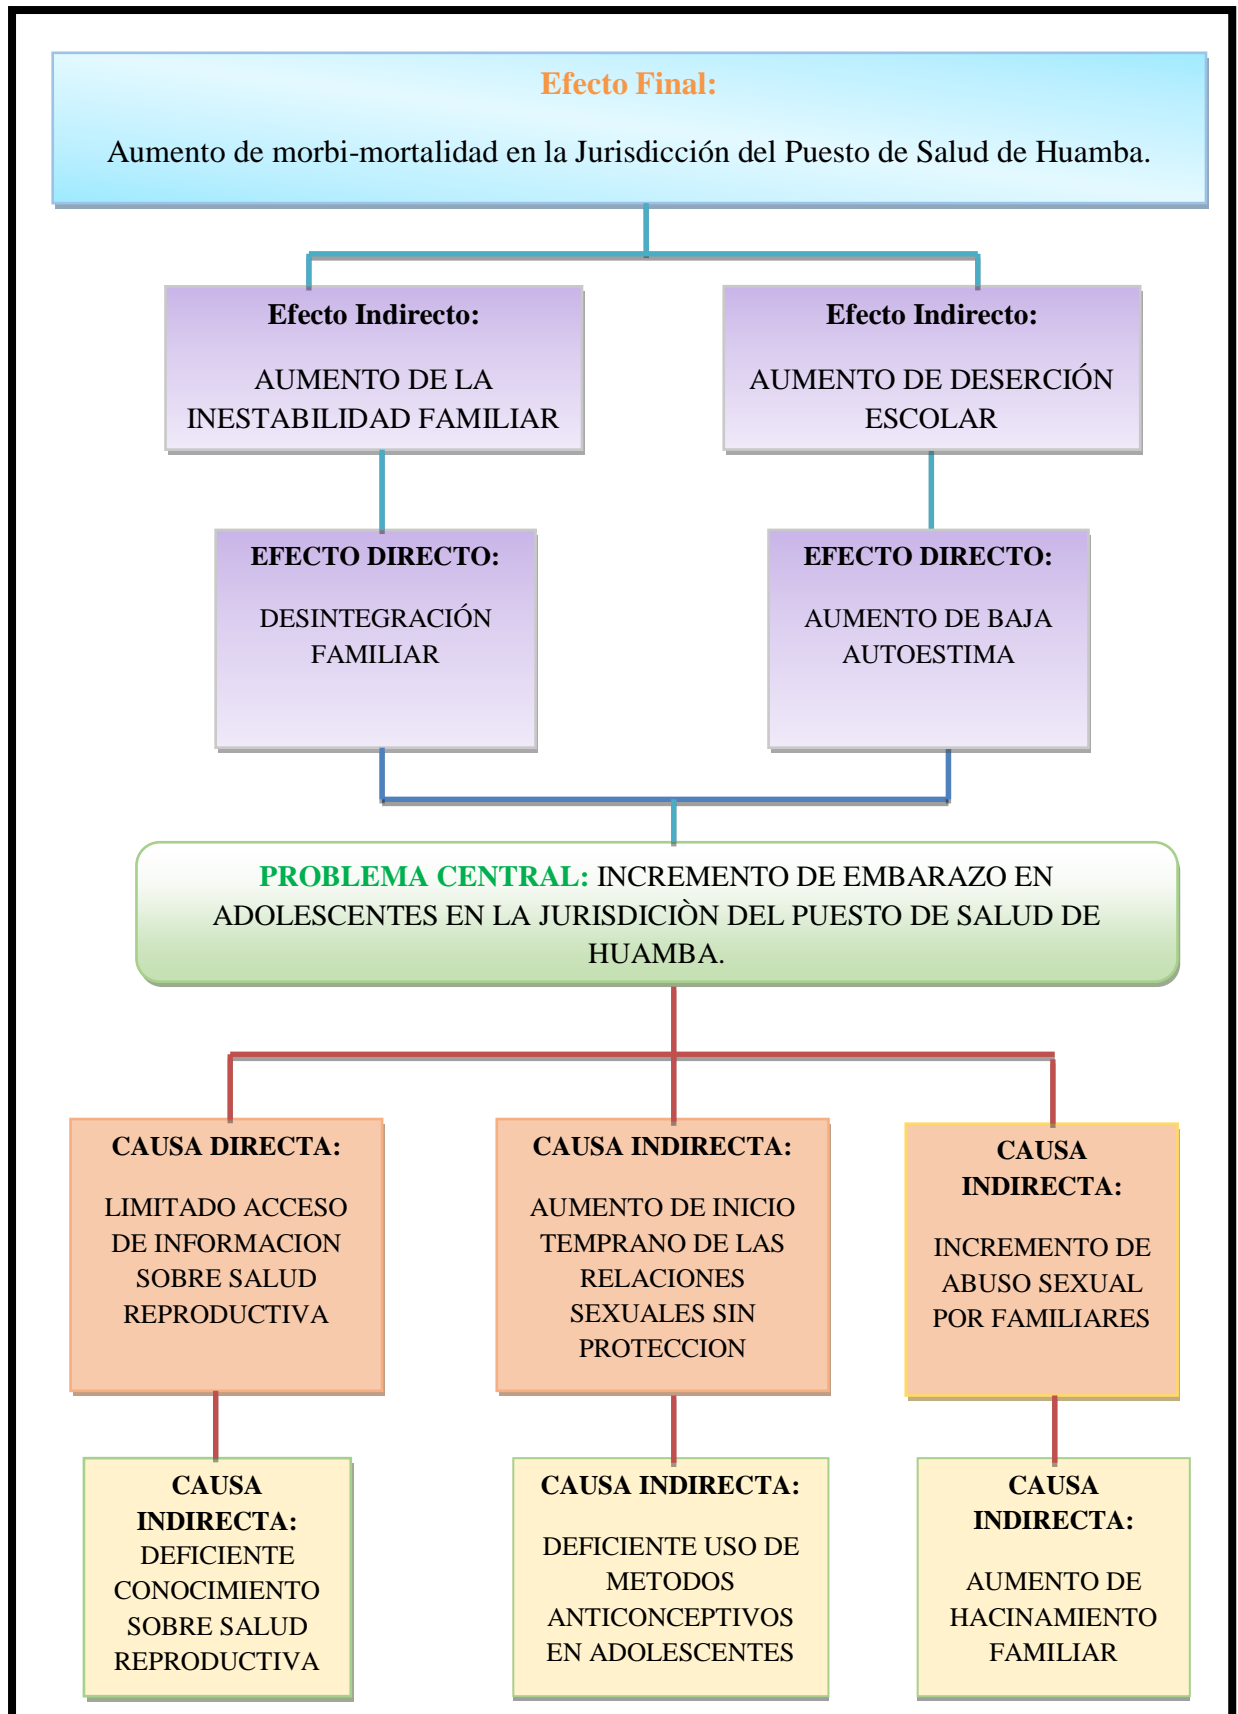 Efecto Final:
Aumento de morbi-mortalidad en la Jurisdicción del Puesto de Salud de Huamba.
Efecto Indirecto:
AUMENTO DE LA
INESTABILIDAD FAMILIAR
Efecto Indirecto:
AUMENTO DE DESERCIÓN
ESCOLAR
EFECTO DIRECTO:
DESINTEGRACIÓN
FAMILIAR
EFECTO DIRECTO:
AUMENTO DE BAJA
AUTOESTIMA
PROBLEMA CENTRAL: INCREMENTO DE EMBARAZO EN
ADOLESCENTES EN LA JURISDICIÒN DEL PUESTO DE SALUD DE
HUAMBA.
CAUSA DIRECTA:
LIMITADO ACCESO
DE INFORMACION
SOBRE SALUD
REPRODUCTIVA
CAUSA INDIRECTA:
AUMENTO DE INICIO
TEMPRANO DE LAS
RELACIONES
SEXUALES SIN
PROTECCION
CAUSA
INDIRECTA:
INCREMENTO DE
ABUSO SEXUAL
POR FAMILIARES
CAUSA
INDIRECTA:
DEFICIENTE
CONOCIMIENTO
SOBRE SALUD
REPRODUCTIVA
CAUSA INDIRECTA:
DEFICIENTE USO DE
METODOS
ANTICONCEPTIVOS
EN ADOLESCENTES
CAUSA
INDIRECTA:
AUMENTO DE
HACINAMIENTO
FAMILIAR